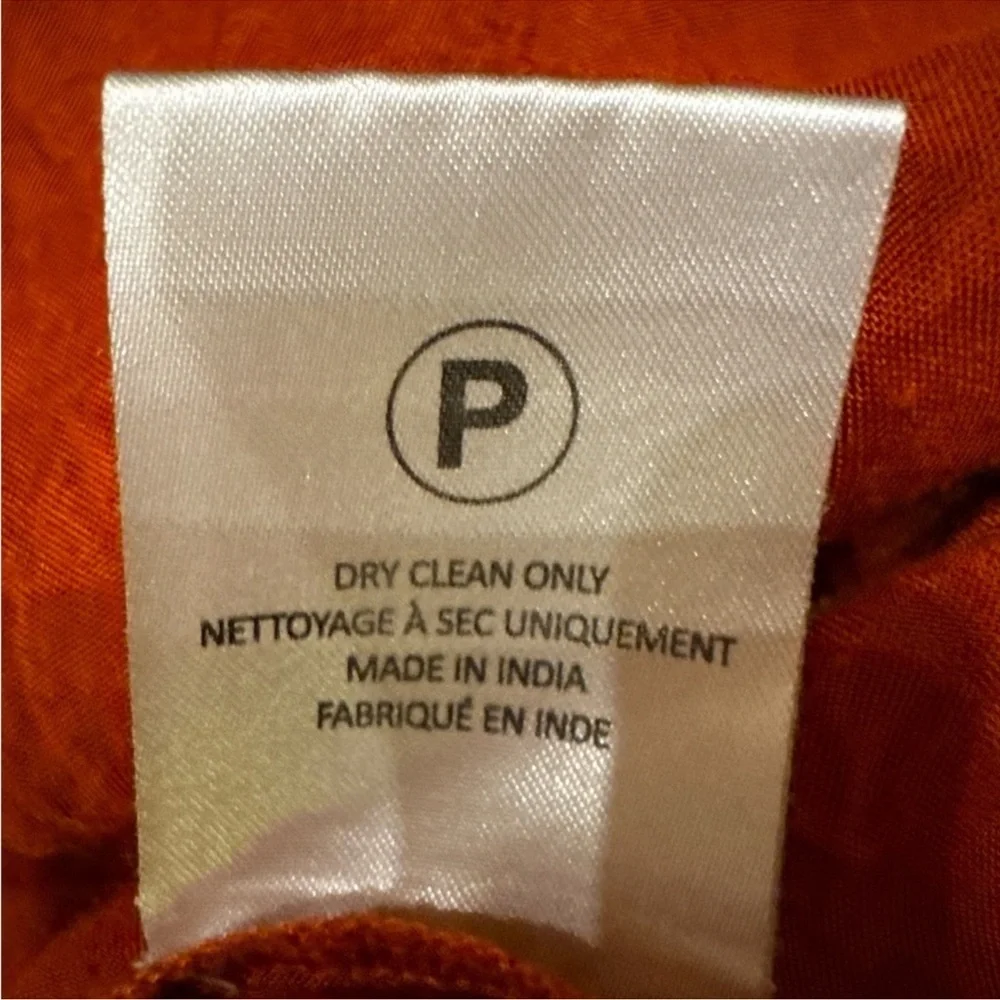 P
DRY CLEAN ONLY
NETTOYAGE À SEC UNIQUEMENT
MADE IN INDIA
FABRIQUÉ EN INDE